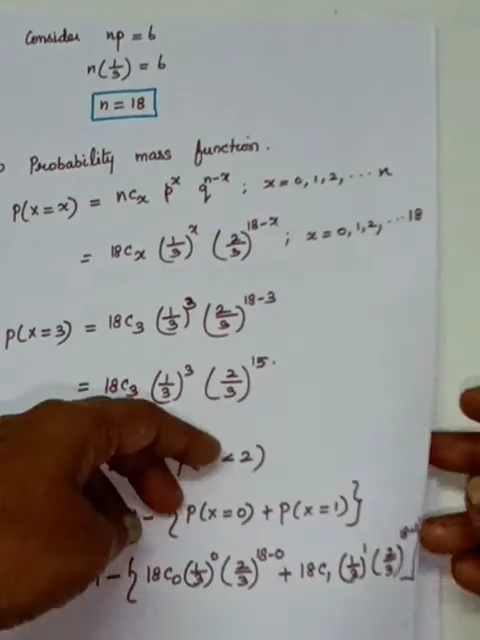 Consider np = 6
n(1/3) = 6
n = 18
Probability mass function.
P(x=x) = nCx p^x q^(n-x) ; x = 0,1,2, ... n
= 18Cx (1/3)^x (2/3)^(18-x) ; x = 0,1,2, ... 18
P(x=3) = 18C3 (1/3)^3 (2/3)^(18-3)
= 18C3 (1/3)^3 (2/3)^15.
< 2)
- {P(x=0) + P(x=1)}
- {18C0 (1/3)^0 (2/3)^(18-0) + 18C1 (1/3)^1 (2/3)